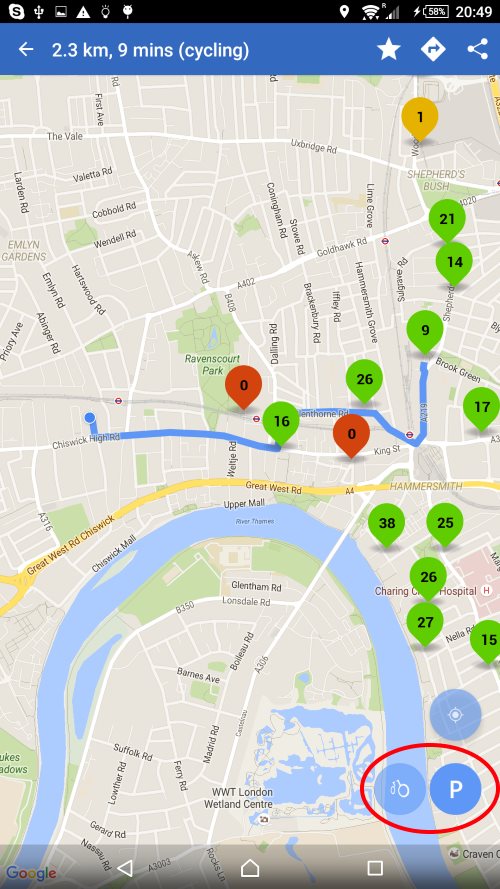 58%
20:49
2.3 km, 9 mins (cycling)
First Ave
1
The Vale
Uxbridge Rd
Valetta Rd
SHEPHERD'S
BUSH
Larden Rd
Lime Grove
Coningham Rd
Cobbold Rd
A4020
21
Stowe Rd
Wendell Rd
EMLYN
GARDENS
Goldhawk Rd
14
Askew Rd
Hartswood Rd
A402
Emlyn Rd
B408
Brackenbury Rd
Iffley Rd
Hammersmith Grove
Abinger Rd
Priory Ave
9
Dalling Rd
Ravenscourt
Park
Brook Green
0
26
17
16
A219
Chiswick High Rd
0
King St
Weltje Rd
Great West Rd
A4
HAMMERSMITH
A316
Upper Mall
River Thames
38
25
Great West Rd Chiswick
Chiswick Mall
Glentham Rd
26
Lonsdale Rd
B350
27
Nella Rd
15
Boileau Rd
A306
Barnes Ave
Castelnau
Madrid Rd
Suffolk Rd
P
Lowther Rd
Ferry Rd
WWT London
Wetland Centre
Gerard Rd
Nassau Rd
A3003
Rocks Ln
Craven C
Google